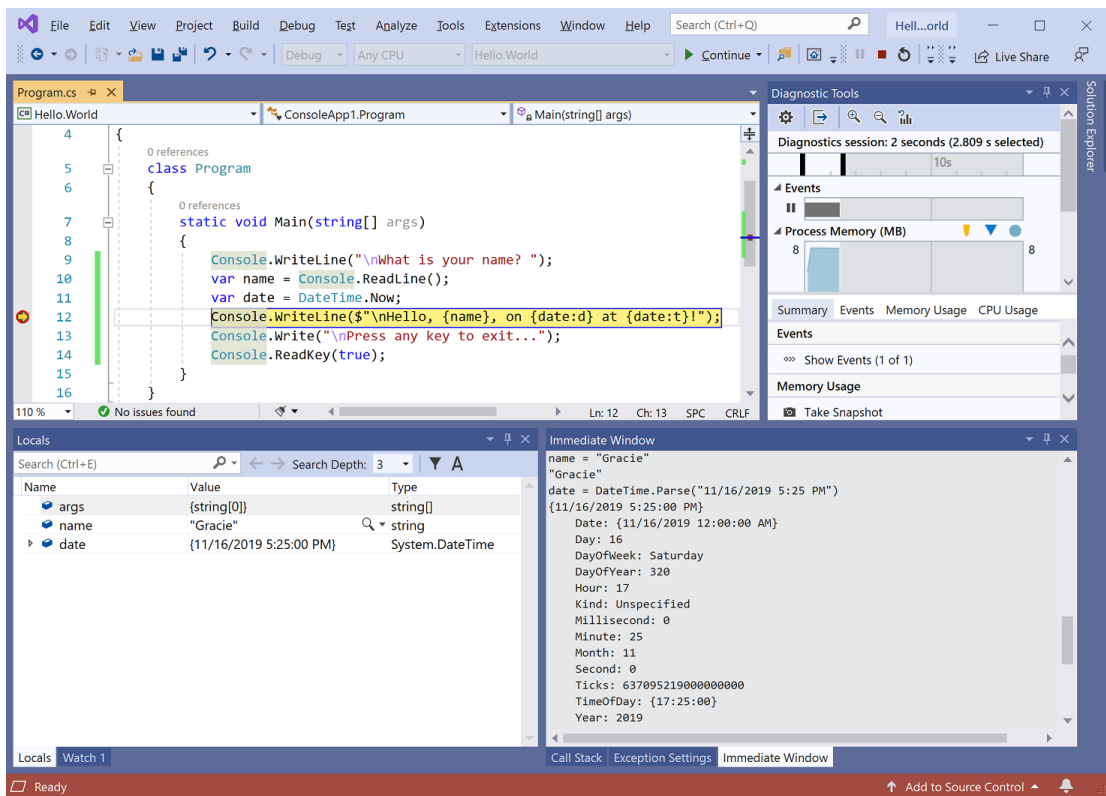 File Edit View Project Build Debug Test Analyze Tools Extensions Window Help Search (Ctrl+Q) Hell...orld
Debug Any CPU Hello.World Continue Live Share
Program.cs
C# Hello.World ConsoleApp1.Program Main(string[] args)
4 {
0 references
5 class Program
6 {
0 references
7 static void Main(string[] args)
8 {
9 Console.WriteLine("\nWhat is your name? ");
10 var name = Console.ReadLine();
11 var date = DateTime.Now;
12 Console.WriteLine($"\nHello, {name}, on {date:d} at {date:t}!");
13 Console.Write("\nPress any key to exit...");
14 Console.ReadKey(true);
15 }
16 }
110 % No issues found Ln: 12 Ch: 13 SPC CRLF
Diagnostic Tools
Diagnostics session: 2 seconds (2.809 s selected)
10s
Events
Process Memory (MB)
8 8
Summary Events Memory Usage CPU Usage
Events
Show Events (1 of 1)
Memory Usage
Take Snapshot
Solution Explorer
Locals
Search (Ctrl+E) Search Depth: 3 A
Name Value Type
args {string[0]} string[]
name "Gracie" string
date {11/16/2019 5:25:00 PM} System.DateTime
Locals Watch 1
Immediate Window
name = "Gracie"
"Gracie"
date = DateTime.Parse("11/16/2019 5:25 PM")
{11/16/2019 5:25:00 PM}
Date: {11/16/2019 12:00:00 AM}
Day: 16
DayOfWeek: Saturday
DayOfYear: 320
Hour: 17
Kind: Unspecified
Millisecond: 0
Minute: 25
Month: 11
Second: 0
Ticks: 637095219000000000
TimeOfDay: {17:25:00}
Year: 2019
Call Stack Exception Settings Immediate Window
Ready Add to Source Control